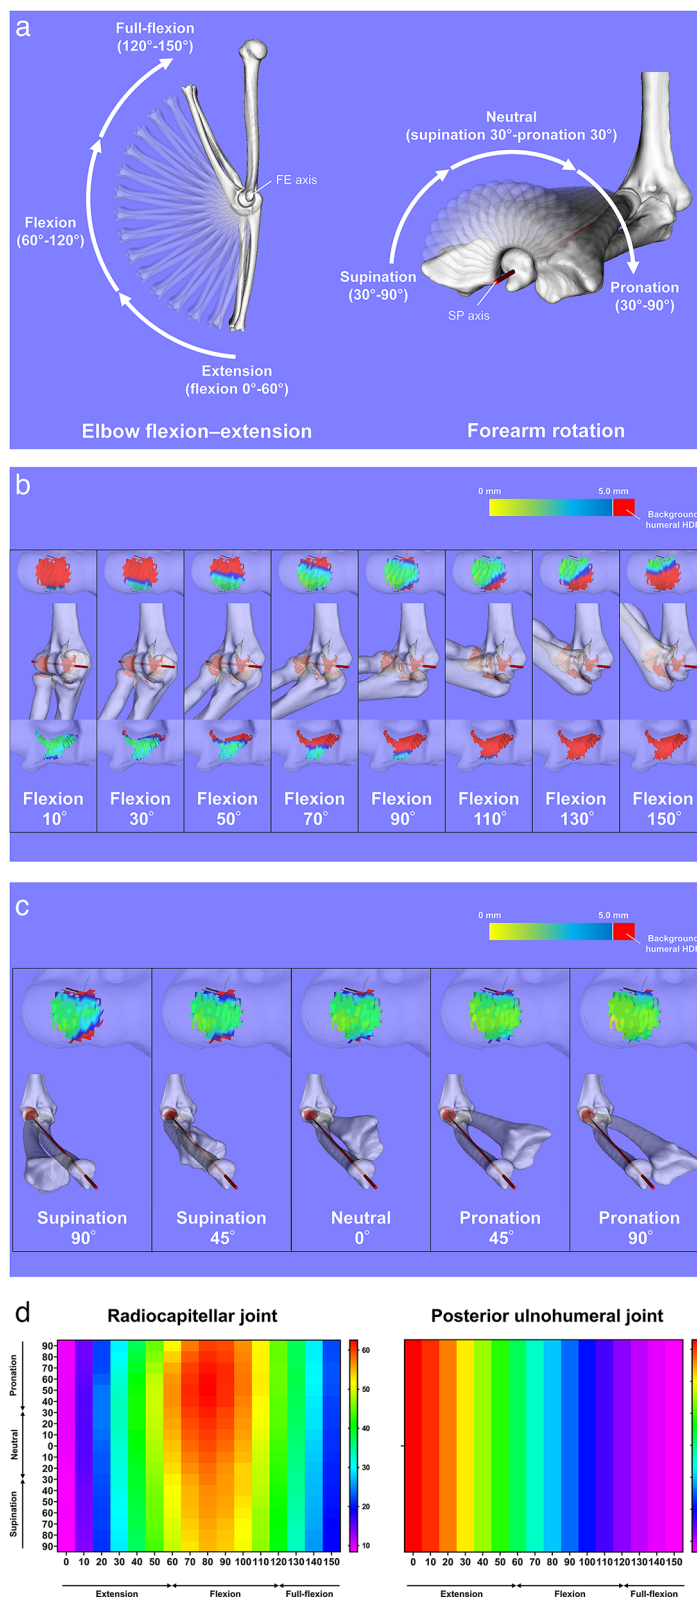 a
Full-flexion
(120°-150°)
Neutral
(supination 30°-pronation 30°)
FE axis
Flexion
(60°-120°)
Supination
(30°-90°)
Pronation
(30°-90°)
SP axis
Extension
(flexion 0°-60°)
Elbow flexion–extension
Forearm rotation
b
0 mm
5.0 mm
Background
humeral HDR
Flexion
10°
Flexion
30°
Flexion
50°
Flexion
70°
Flexion
90°
Flexion
110°
Flexion
130°
Flexion
150°
c
0 mm
5.0 mm
Background
Supination
90°
Supination
45°
Neutral
0°
Pronation
45°
Pronation
90°
d
Radiocapitellar joint
Posterior ulnohumeral joint
Pronation
Neutral
Supination
90
80
70
60
50
40
30
20
10
0
10
20
30
40
50
60
70
80
90
60
50
40
30
20
10
0 10 20 30 40 50 60 70 80 90 100 110 120 130 140 150
Extension Flexion Full-flexion
0 10 20 30 40 50 60 70 80 90 100 110 120 130 140 150
Extension Flexion Full-flexion